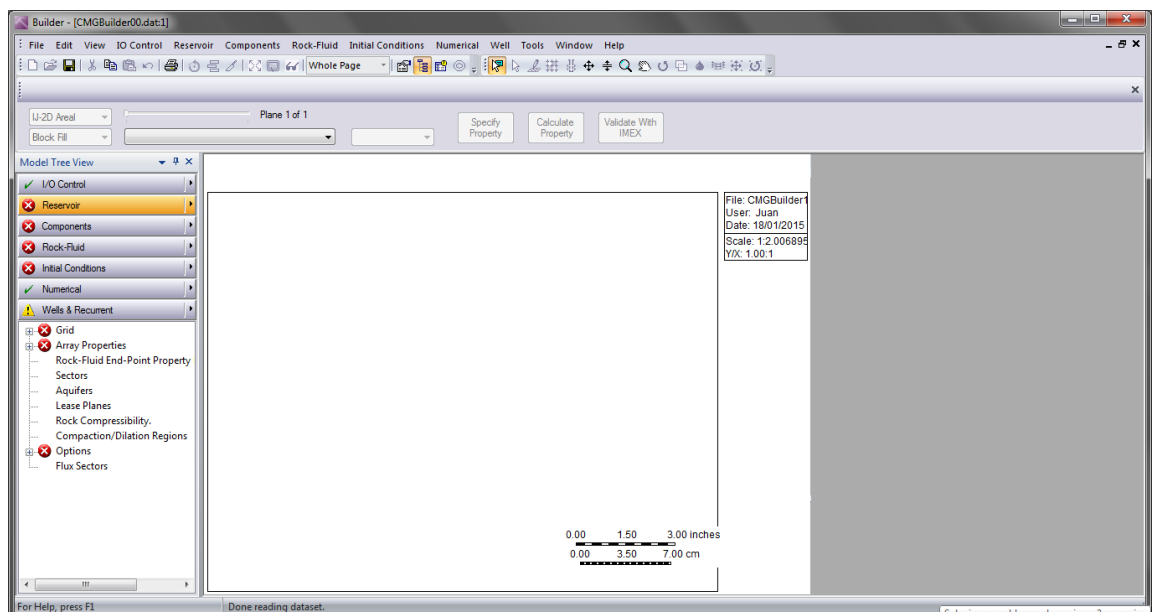 Builder - [CMGBuilder00.dat:1]
File Edit View IO Control Reservoir Components Rock-Fluid Initial Conditions Numerical Well Tools Window Help
Whole Page
IJ-2D Areal
Plane 1 of 1
Block Fill
Specify Property
Calculate Property
Validate With IMEX
Model Tree View
I/O Control
Reservoir
Components
Rock-Fluid
Initial Conditions
Numerical
Wells & Recurrent
Grid
Array Properties
Rock-Fluid End-Point Property
Sectors
Aquifers
Lease Planes
Rock Compressibility.
Compaction/Dilation Regions
Options
Flux Sectors
File: CMGBuilder1
User: Juan
Date: 18/01/2015
Scale: 1:2.006895
Y/X: 1.00:1
0.00 1.50 3.00 inches
0.00 3.50 7.00 cm
For Help, press F1
Done reading dataset.